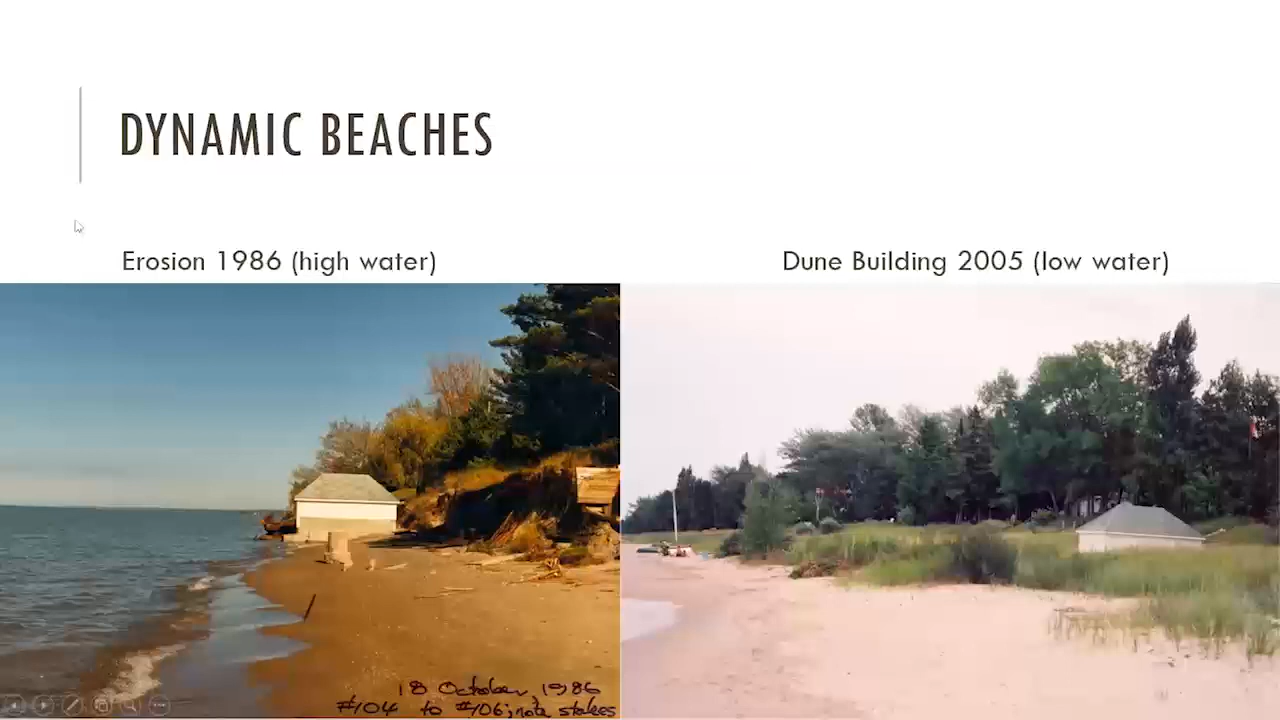 DYNAMIC BEACHES
Erosion 1986 (high water)
Dune Building 2005 (low water)
18 October, 1986
#104 to #106; note stakes